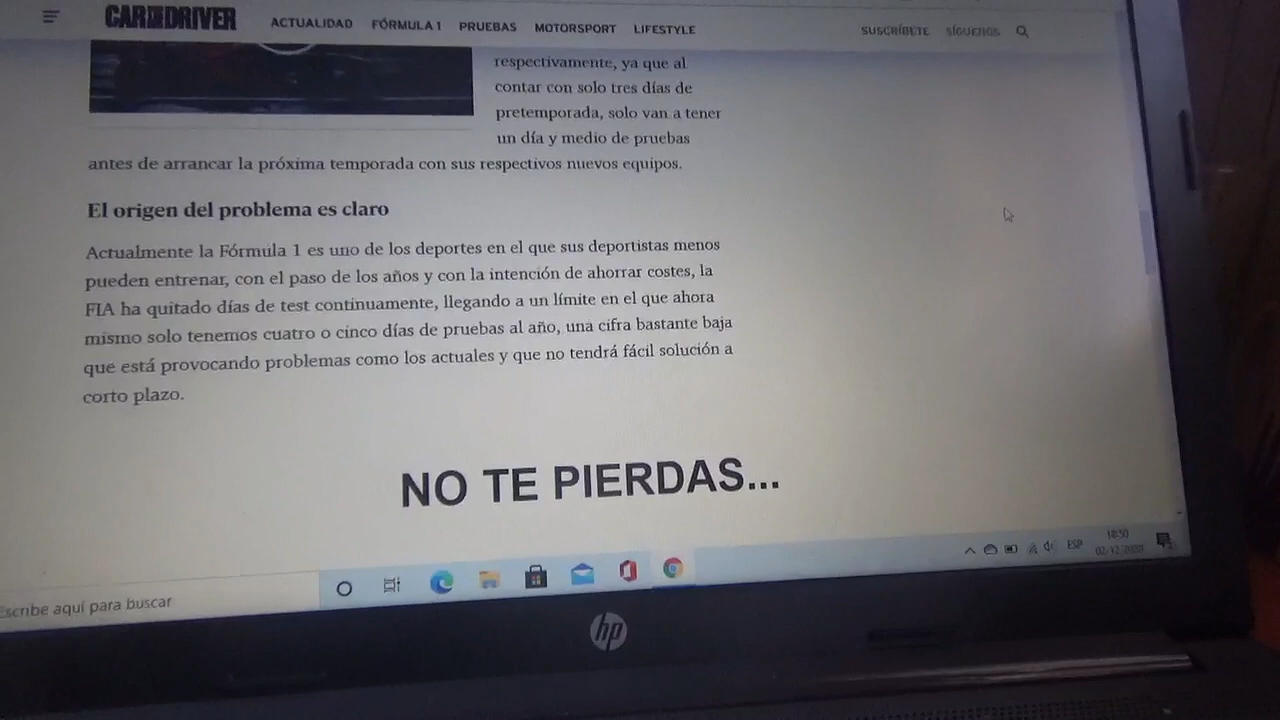 CAR AND DRIVER
ACTUALIDAD FÓRMULA 1 PRUEBAS MOTORSPORT LIFESTYLE
SUSCRÍBETE SÍGUENOS
respectivamente, ya que al
contar con solo tres días de
pretemporada, solo van a tener
un día y medio de pruebas
antes de arrancar la próxima temporada con sus respectivos nuevos equipos.
El origen del problema es claro
Actualmente la Fórmula 1 es uno de los deportes en el que sus deportistas menos
pueden entrenar, con el paso de los años y con la intención de ahorrar costes, la
FIA ha quitado días de test continuamente, llegando a un límite en el que ahora
mismo solo tenemos cuatro o cinco días de pruebas al año, una cifra bastante baja
que está provocando problemas como los actuales y que no tendrá fácil solución a
corto plazo.
NO TE PIERDAS...
ESP
18:50
02/12/2020
Escribe aquí para buscar
hp